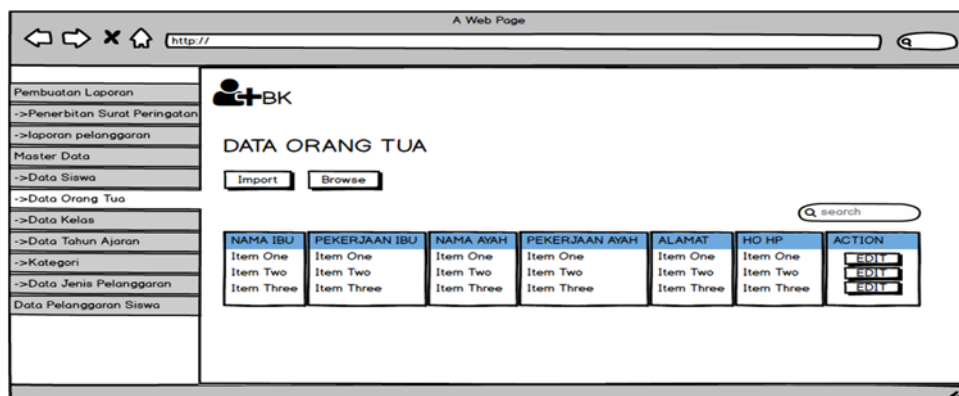 A Web Page
http://
Pembuatan Laporan
->Penerbitan Surat Peringatan
->laporan pelanggaran
Master Data
->Data Siswa
->Data Orang Tua
->Data Kelas
->Data Tahun Ajaran
->Kategori
->Data Jenis Pelanggaran
Data Pelanggaran Siswa
BK
DATA ORANG TUA
Import Browse
search
NAMA IBU PEKERJAAN IBU NAMA AYAH PEKERJAAN AYAH ALAMAT HO HP ACTION
Item One Item One Item One Item One Item One Item One EDIT
Item Two Item Two Item Two Item Two Item Two Item Two EDIT
Item Three Item Three Item Three Item Three Item Three Item Three EDIT